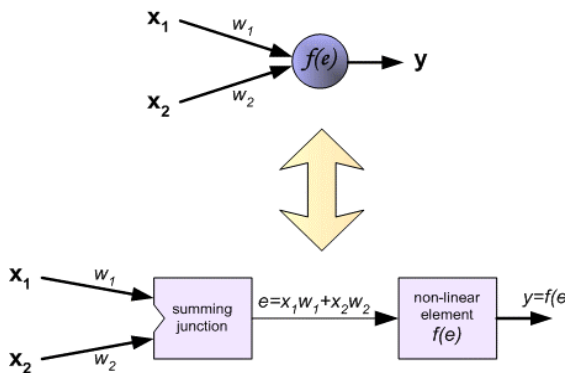 x1
w1
f(e)
y
x2
w2
x1
w1
summing
junction
e=x1w1+x2w2
non-linear
element
f(e)
y=f(e
x2
w2